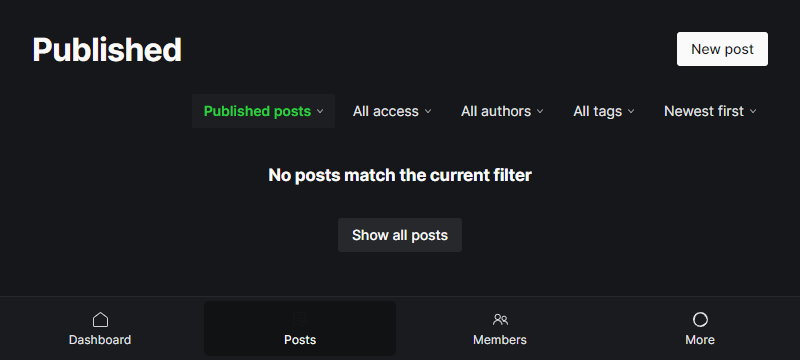 Published
New post
Published posts
All access
All authors
All tags
Newest first
No posts match the current filter
Show all posts
Dashboard
Posts
Members
More